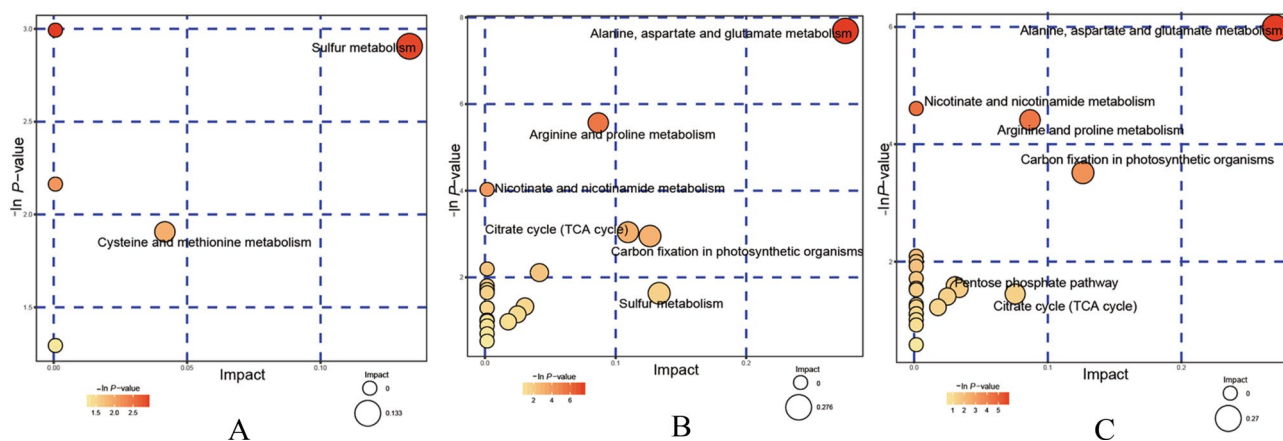 3.0
2.5
2.0
1.5
-ln P-value
Sulfur metabolism
Cysteine and methionine metabolism
0.00
0.05
0.10
Impact
-ln P-value
1.5 2.0 2.5
Impact
0
0.133
A
8
6
4
2
-ln P-value
Alanine, aspartate and glutamate metabolism
Arginine and proline metabolism
Nicotinate and nicotinamide metabolism
Citrate cycle (TCA cycle)
Carbon fixation in photosynthetic organisms
Sulfur metabolism
0.0
0.1
0.2
Impact
-ln P-value
2 4 6
Impact
0
0.276
B
6
4
2
-ln P-value
Alanine, aspartate and glutamate metabolism
Nicotinate and nicotinamide metabolism
Arginine and proline metabolism
Carbon fixation in photosynthetic organisms
Pentose phosphate pathway
Citrate cycle (TCA cycle)
0.0
0.1
0.2
Impact
-ln P-value
1 2 3 4 5
Impact
0
0.27
C